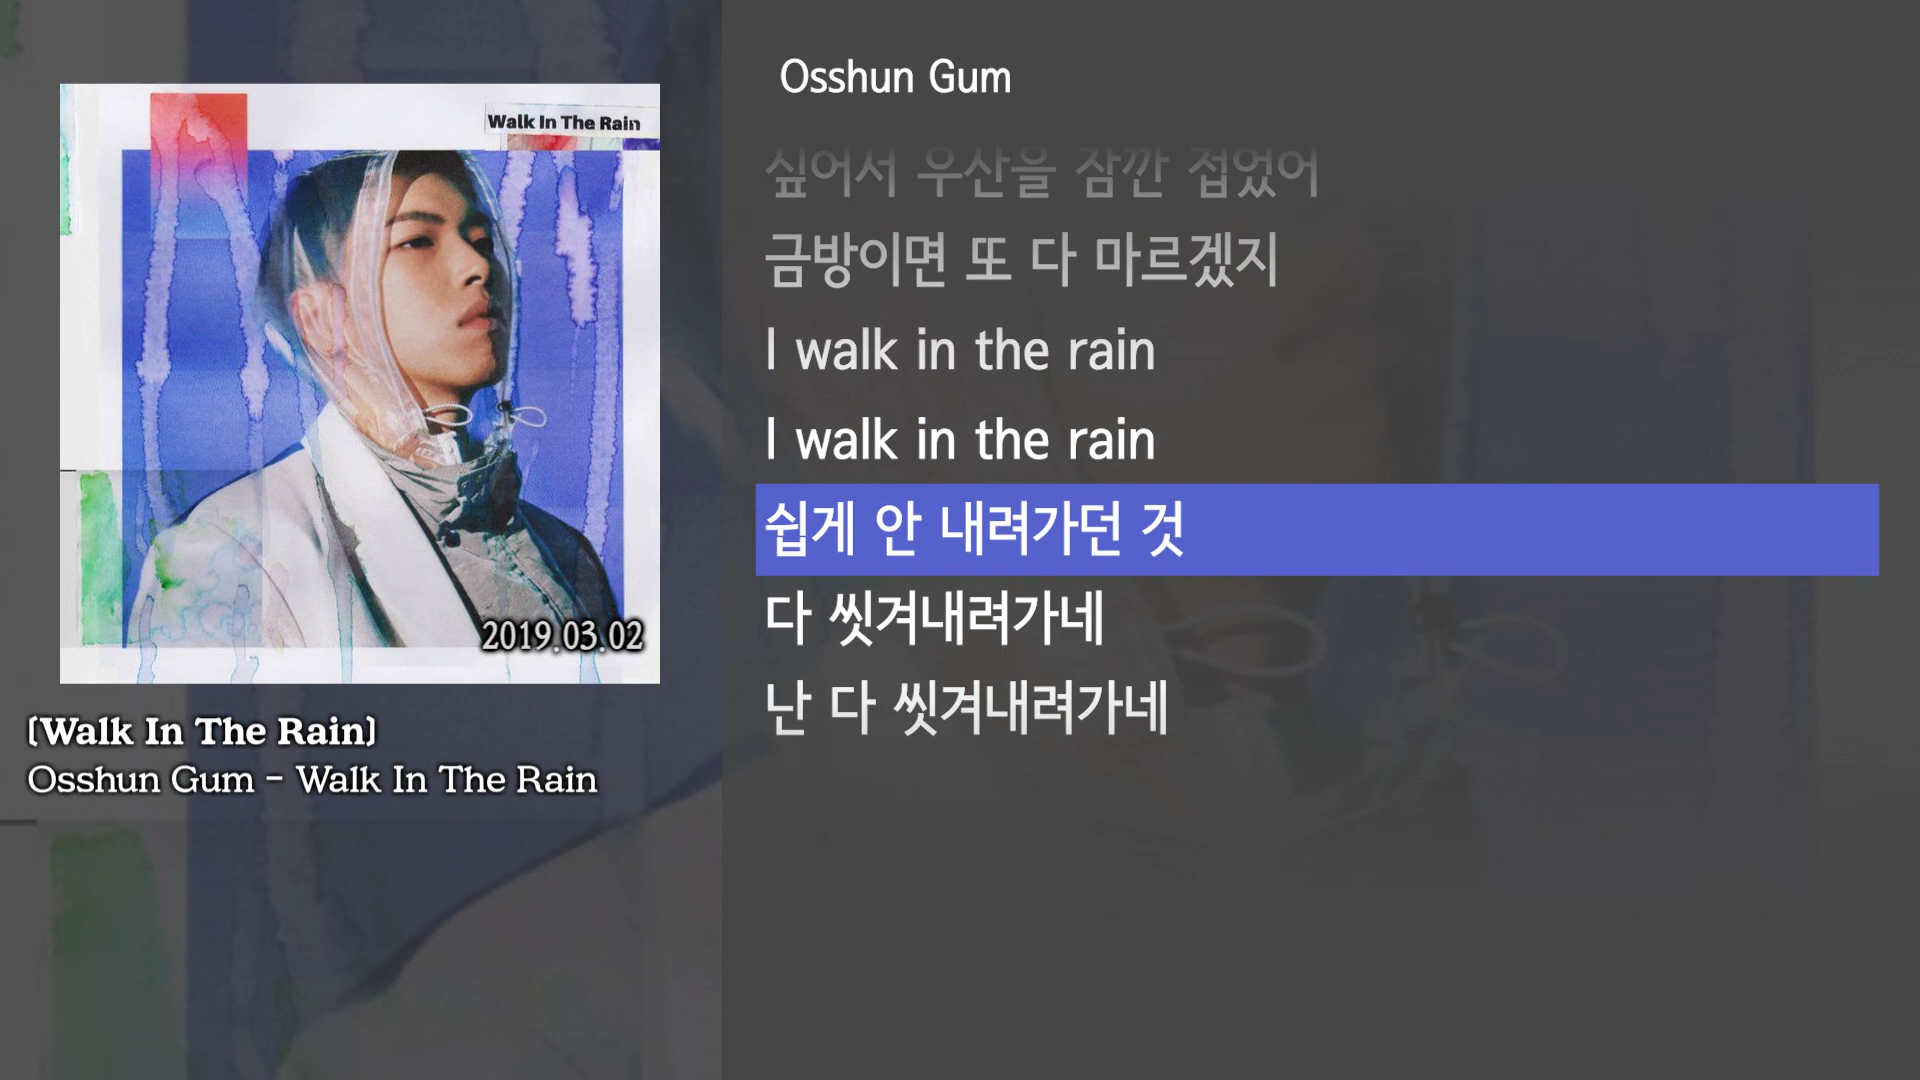 Walk In The Rain
2019.03.02
[Walk In The Rain]
Osshun Gum - Walk In The Rain
Osshun Gum
싶어서 우산을 잠깐 접었어
금방이면 또 다 마르겠지
I walk in the rain
I walk in the rain
쉽게 안 내려가던 것
다 씻겨내려가네
난 다 씻겨내려가네